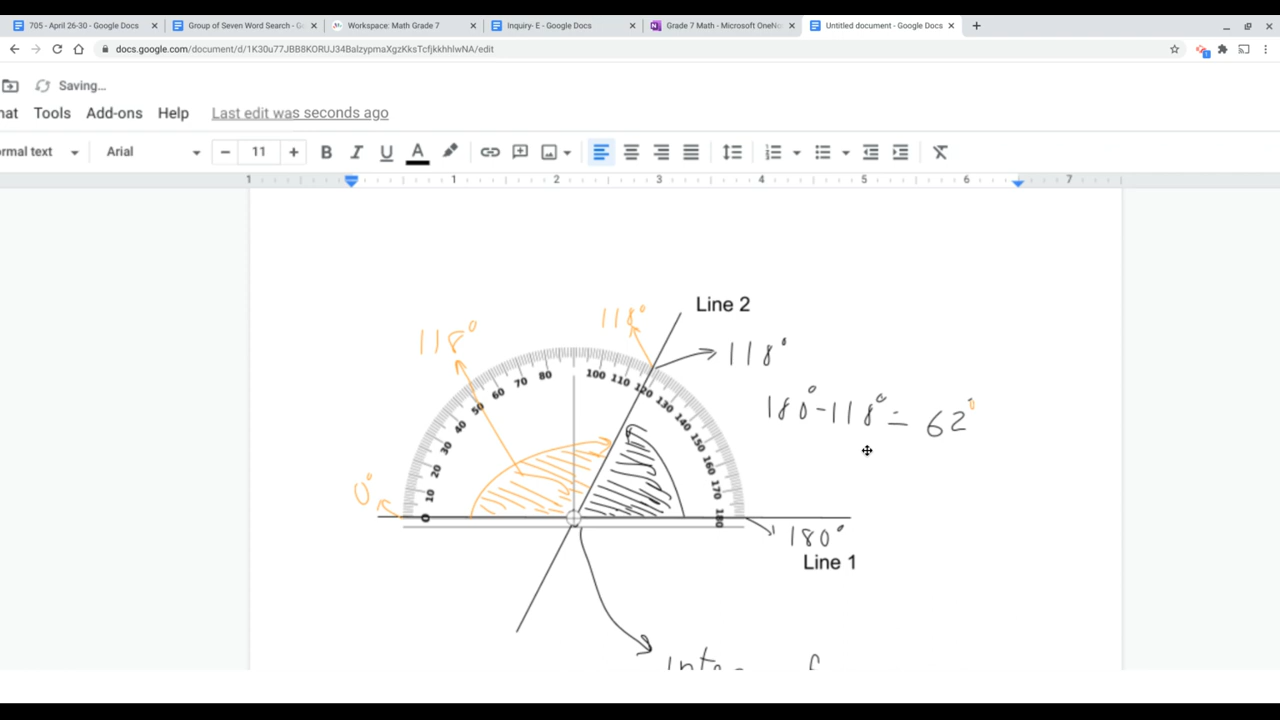 705 - April 26-30 - Google Docs
Group of Seven Word Search - Go
Workspace: Math Grade 7
Inquiry- E - Google Docs
Grade 7 Math - Microsoft OneNo
Untitled document - Google Docs
docs.google.com/document/d/
Saving...
mat Tools Add-ons Help Last edit was seconds ago
ormal text Arial 11 B I U A
1 1 2 3 4 5 6 7
Line 2
118°
118°
118°
180° - 118° = 62°
0 10 20 30 40 50 60 70 80 100 110 120 130 140 150 160 170 180
0°
180°
Line 1